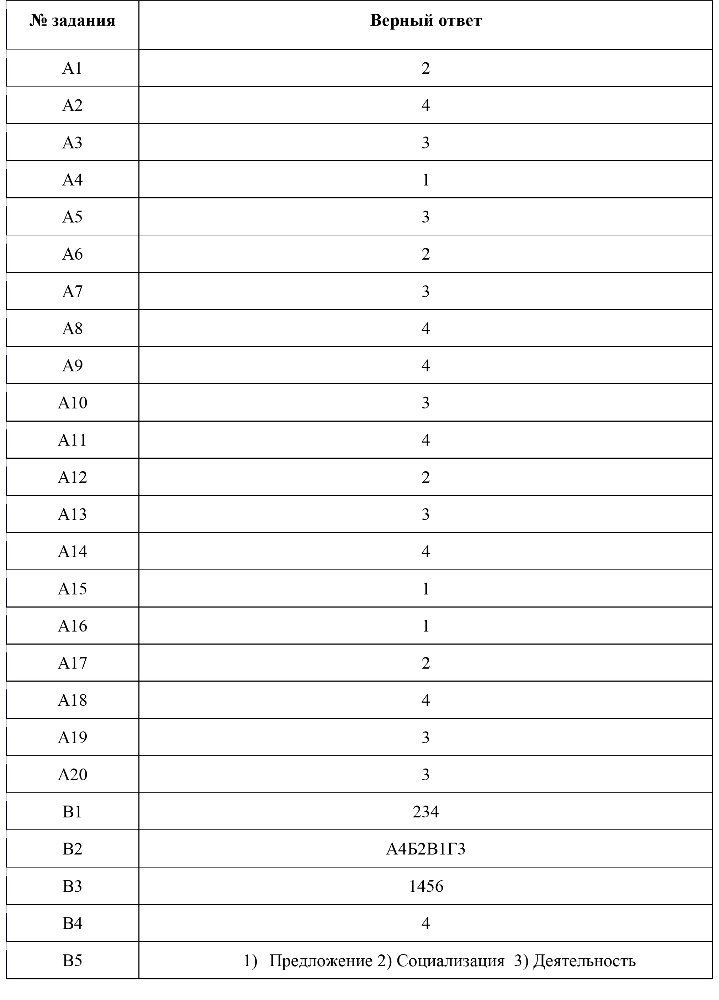 № задания Верный ответ
А1 2
А2 4
А3 3
А4 1
А5 3
А6 2
А7 3
А8 4
А9 4
А10 3
А11 4
А12 2
А13 3
А14 4
А15 1
А16 1
А17 2
А18 4
А19 3
А20 3
В1 234
В2 А4Б2В1Г3
В3 1456
В4 4
В5 1) Предложение 2) Социализация 3) Деятельность